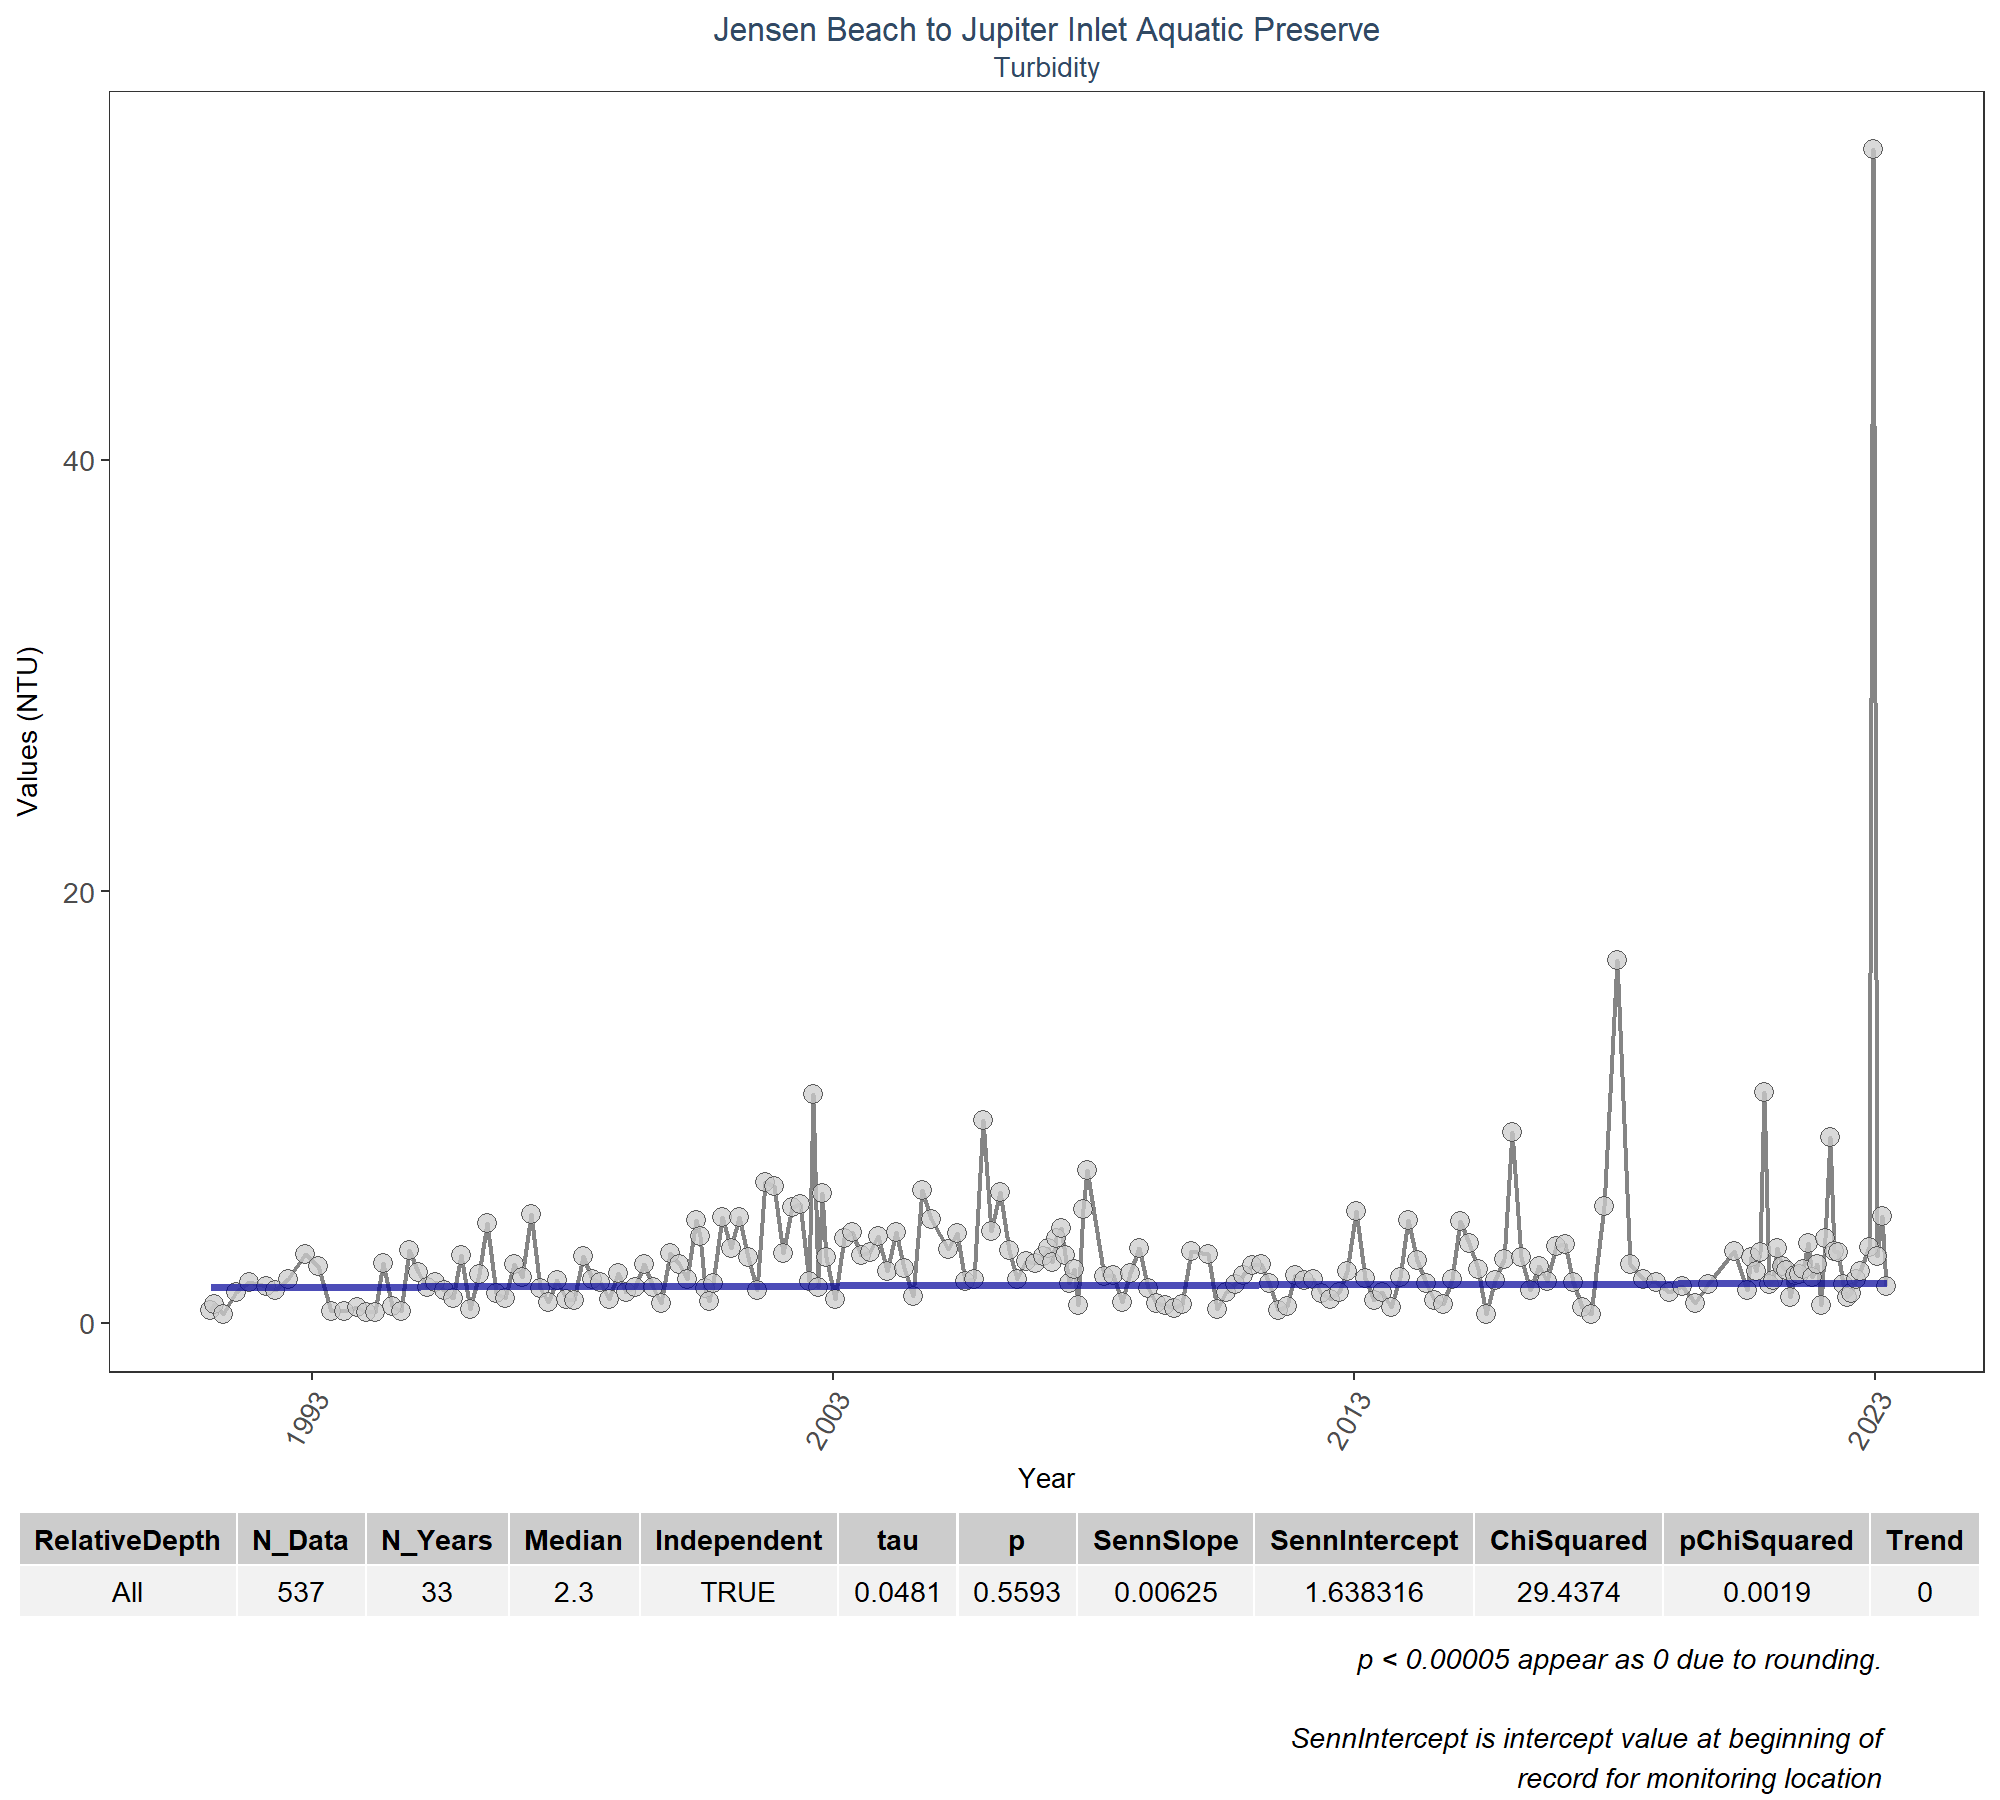 Jensen Beach to Jupiter Inlet Aquatic Preserve
Turbidity
Values (NTU)
40
20
0
1993
2003
2013
2023
Year
RelativeDepth N_Data N_Years Median Independent tau p SennSlope SennIntercept ChiSquared pChiSquared Trend
All 537 33 2.3 TRUE 0.0481 0.5593 0.00625 1.638316 29.4374 0.0019 0
p < 0.00005 appear as 0 due to rounding.
SennIntercept is intercept value at beginning of
record for monitoring location